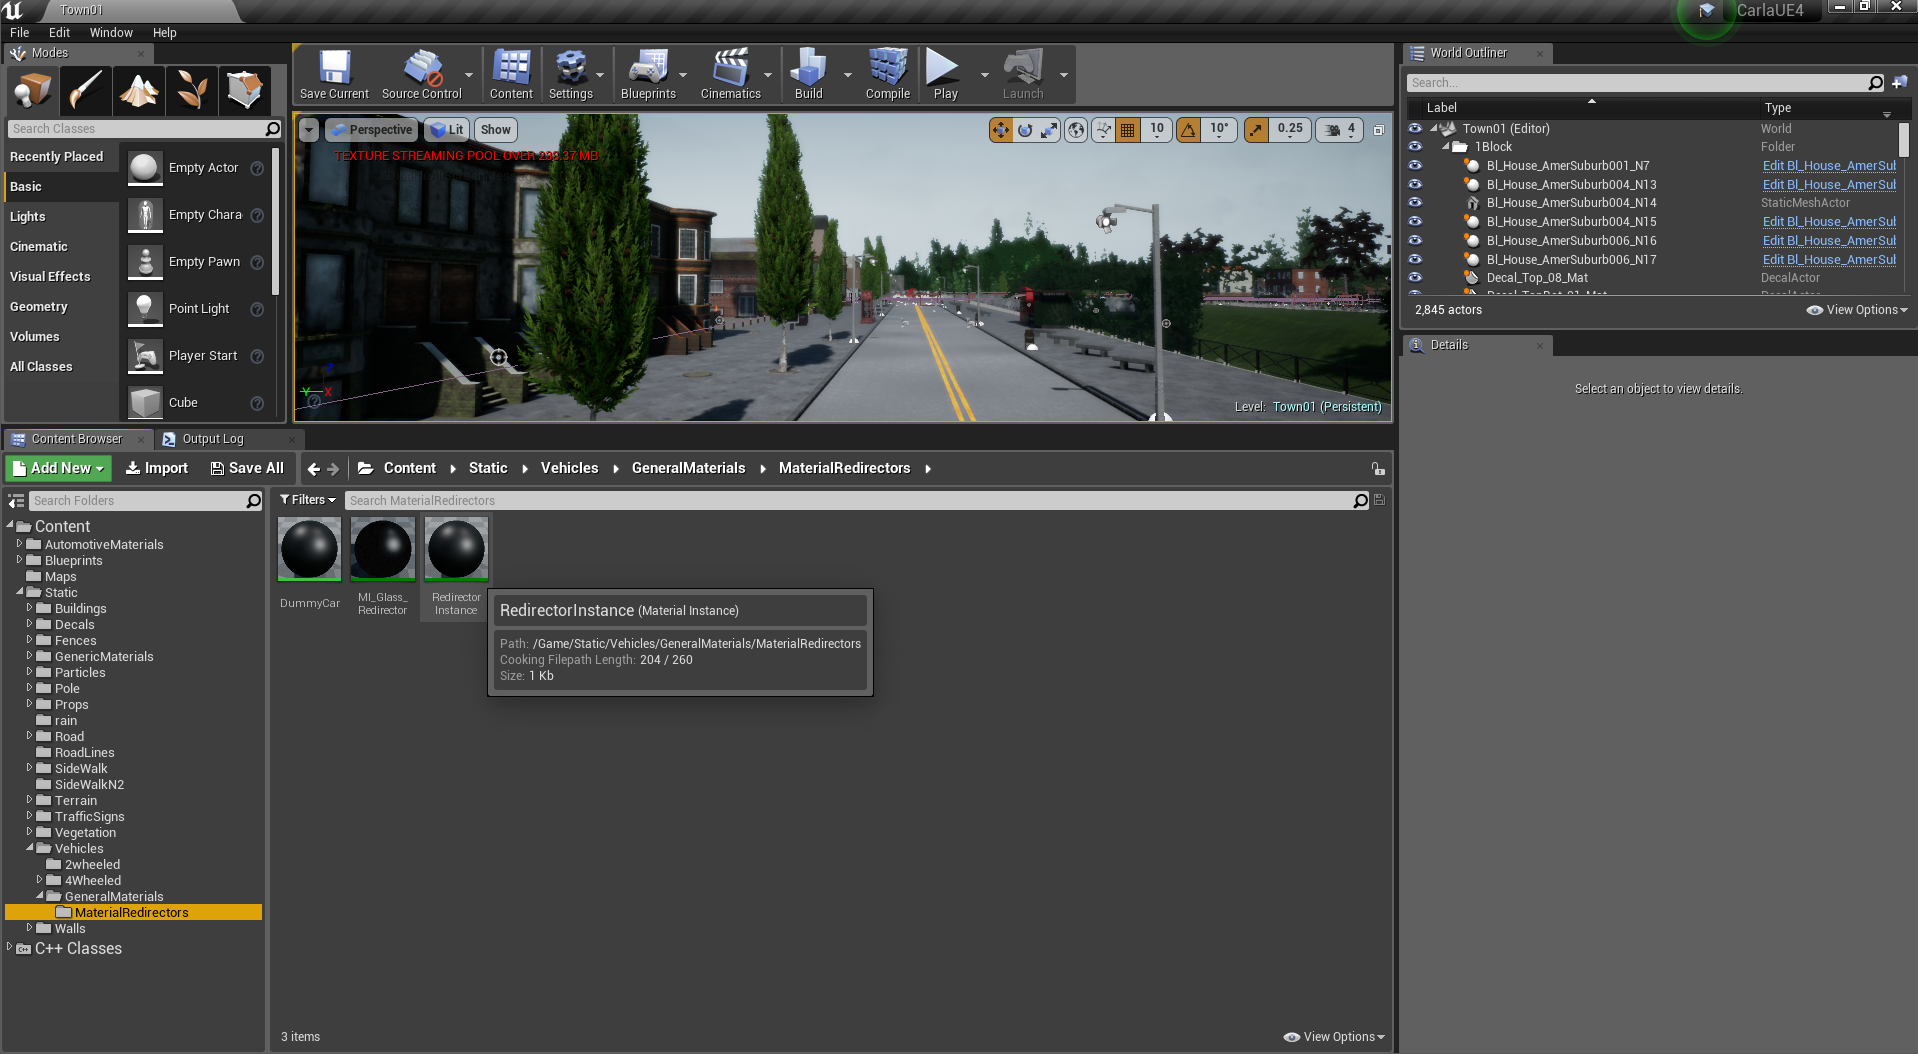 Town01
CarlaUE4
File Edit Window Help
Modes
Search Classes
Recently Placed
Basic
Lights
Cinematic
Visual Effects
Geometry
Volumes
All Classes
Empty Actor
Empty Chara
Empty Pawn
Point Light
Player Start
Cube
Save Current
Source Control
Content
Settings
Blueprints
Cinematics
Build
Compile
Play
Launch
Perspective Lit Show
10 10° 0.25 4
TEXTURE STREAMING POOL OVER MB
Z
Y X
Level: Town01 (Persistent)
World Outliner
Search...
Label Type
Town01 (Editor) World
1Block Folder
Bl_House_AmerSuburb001_N7 Edit Bl_House_AmerSub
Bl_House_AmerSuburb004_N13 Edit Bl_House_AmerSub
Bl_House_AmerSuburb004_N14 StaticMeshActor
Bl_House_AmerSuburb004_N15 Edit Bl_House_AmerSub
Bl_House_AmerSuburb006_N16 Edit Bl_House_AmerSub
Bl_House_AmerSuburb006_N17 Edit Bl_House_AmerSub
Decal_Top_08_Mat DecalActor
2,845 actors View Options
Details
Select an object to view details.
Content Browser Output Log
Add New Import Save All Content Static Vehicles GeneralMaterials MaterialRedirectors
Search Folders
Content
AutomotiveMaterials
Blueprints
Maps
Static
Buildings
Decals
Fences
GenericMaterials
Particles
Pole
Props
rain
Road
RoadLines
SideWalk
SideWalkN2
Terrain
TrafficSigns
Vegetation
Vehicles
2wheeled
4Wheeled
GeneralMaterials
MaterialRedirectors
Walls
C++ Classes
Filters Search MaterialRedirectors
DummyCar
MI_Glass_
Redirector
Redirector
Instance
RedirectorInstance (Material Instance)
Path: /Game/Static/Vehicles/GeneralMaterials/MaterialRedirectors
Cooking Filepath Length: 204 / 260
Size: 1 Kb
3 items View Options